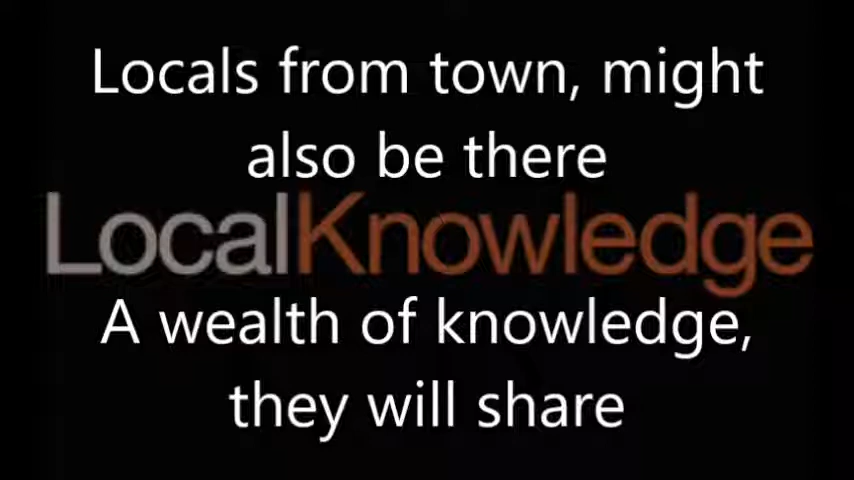 Locals from town, might
also be there
LocalKnowledge
A wealth of knowledge,
they will share